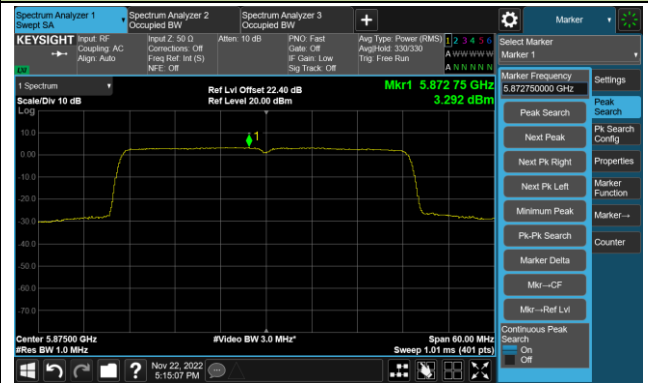 Spectrum Analyzer 1
Swept SA
Spectrum Analyzer 2
Occupied BW
Spectrum Analyzer 3
Occupied BW
+
Marker
KEYSIGHT
Input: RF
Coupling: AC
Align: Auto
Input Z: 50 Ω
Corrections: Off
Freq Ref: Int (S)
NFE: Off
Atten: 10 dB
PNO: Fast
Gate: Off
IF Gain: Low
Sig Track: Off
Avg Type: Power (RMS)
Avg|Hold: 330/330
Trig: Free Run
1 2 3 4 5 6
A W W W W W
A N N N N N
Select Marker
Marker 1
1 Spectrum
Scale/Div 10 dB
Log
Ref Lvl Offset 22.40 dB
Ref Level 20.00 dBm
Mkr1 5.872 75 GHz
3.292 dBm
1
10.0
0.00
-10.0
-20.0
-30.0
-40.0
-50.0
-60.0
-70.0
Center 5.87500 GHz
#Res BW 1.0 MHz
#Video BW 3.0 MHz*
Span 60.00 MHz
Sweep 1.01 ms (401 pts)
Marker Frequency
5.872750000 GHz
Peak Search
Next Peak
Next Pk Right
Next Pk Left
Minimum Peak
Pk-Pk Search
Marker Delta
Mkr→CF
Mkr→Ref Lvl
Continuous Peak
Search
On
Off
Settings
Peak
Search
Pk Search
Config
Properties
Marker
Function
Marker→
Counter
?
Nov 22, 2022
5:15:07 PM